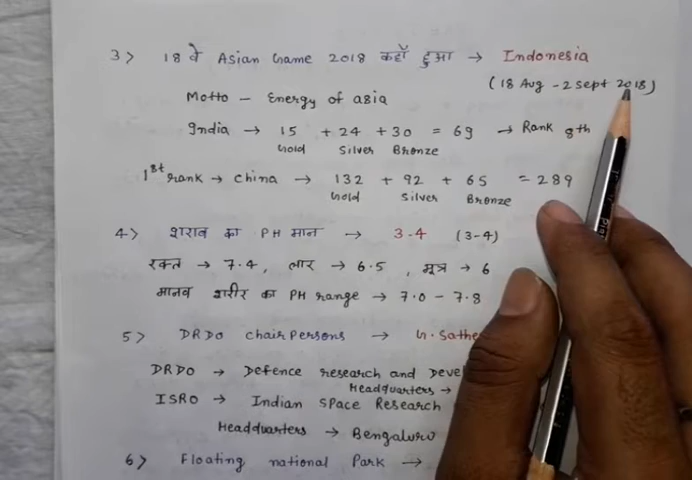 3> 18 वे Asian Game 2018 कहाँ हुआ → Indonesia
(18 Aug - 2 Sept 2018)
Motto - Energy of asia
India → 15 + 24 + 30 = 69 → Rank 8th
Gold Silver Bronze
1st rank → China → 132 + 92 + 65 = 289
Gold Silver Bronze
4> शराब का PH मान → 3-4 (3-4)
रक्त → 7.4, लार → 6.5, मूत्र → 6
मानव शरीर का PH range → 7.0 - 7.8
5> DRDO Chair Persons → G. Sathe
DRDO → Defence research and Deve
Headquarters →
ISRO → Indian Space Research
Headquarters → Bengaluru
6> Floating national Park →